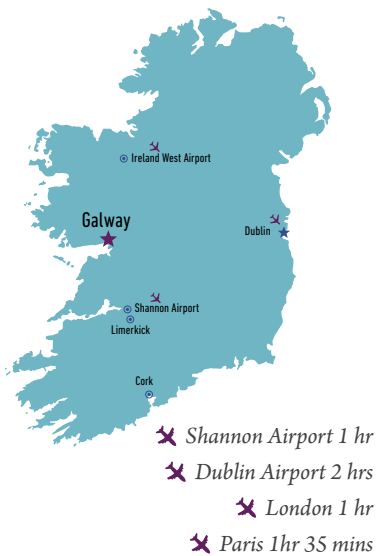 Ireland West Airport
Galway
Dublin
Shannon Airport
Limerkick
Cork
Shannon Airport 1 hr
Dublin Airport 2 hrs
London 1 hr
Paris 1hr 35 mins